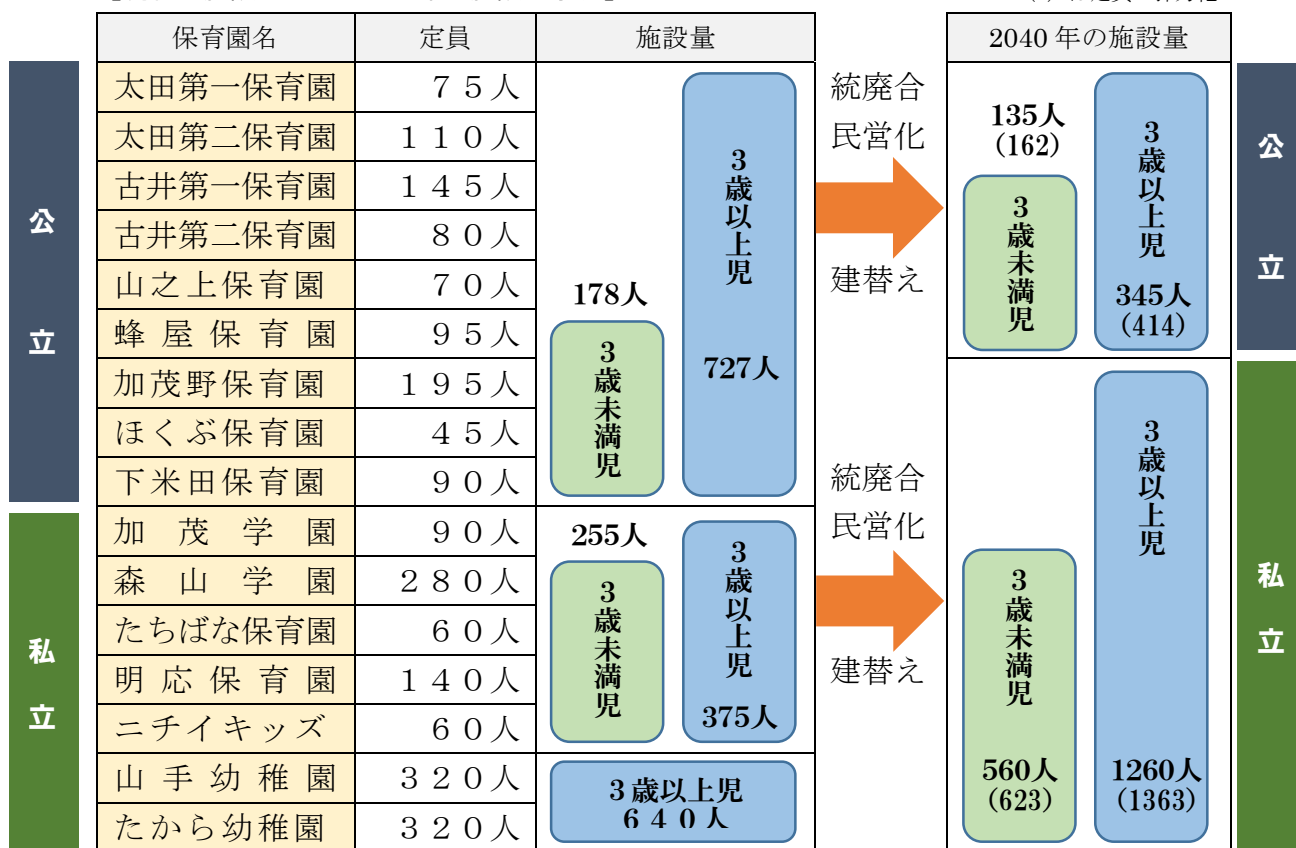 保育園名 定員 施設量 2040 年の施設量
公立
太田第一保育園 ７５人
太田第二保育園 １１０人
古井第一保育園 １４５人
古井第二保育園 ８０人
山之上保育園 ７０人
蜂屋保育園 ９５人
加茂野保育園 １９５人
ほくぶ保育園 ４５人
下米田保育園 ９０人
178人
３歳未満児
３歳以上児
727人
統廃合
民営化
建替え
135人
(162)
３歳未満児
３歳以上児
345人
(414)
公立
私立
加茂学園 ９０人
森山学園 ２８０人
たちばな保育園 ６０人
明応保育園 １４０人
ニチイキッズ ６０人
山手幼稚園 ３２０人
たから幼稚園 ３２０人
255人
３歳未満児
３歳以上児
375人
３歳以上児
６４０人
統廃合
民営化
建替え
３歳未満児
560人
(623)
３歳以上児
1260人
(1363)
私立